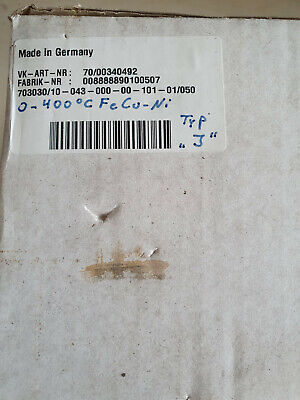 Made in Germany
VK-ART-NR: 70/00340492
FABRIK-NR : 008888890100507
703030/10-043-000-00-101-01/050
0-400°C FeCu-Ni
Typ
"J"